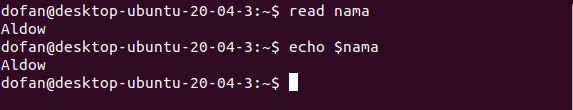 dofan@desktop-ubuntu-20-04-3:~$ read nama
Aldow
dofan@desktop-ubuntu-20-04-3:~$ echo $nama
Aldow
dofan@desktop-ubuntu-20-04-3:~$